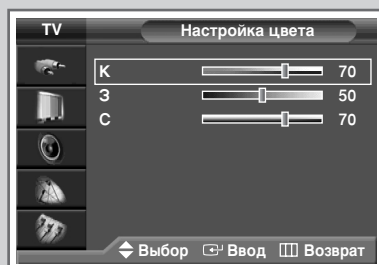 TV
Настройка цвета
К 70
З 50
С 70
Выбор Ввод Возврат